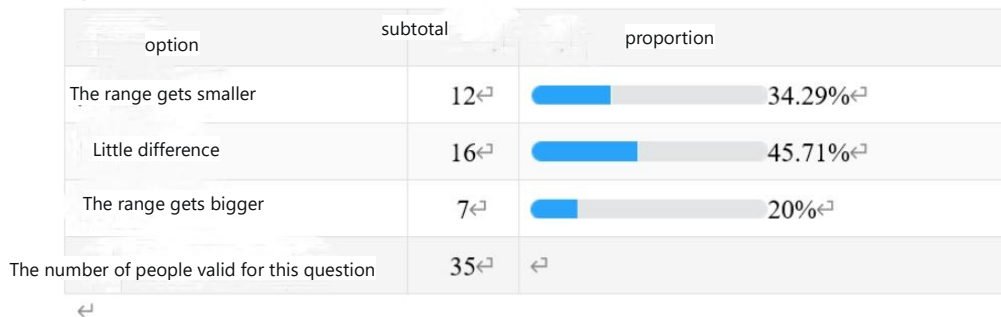 option subtotal proportion
The range gets smaller 12↵ 34.29%↵
Little difference 16↵ 45.71%↵
The range gets bigger 7↵ 20%↵
The number of people valid for this question 35↵ ↵
↵